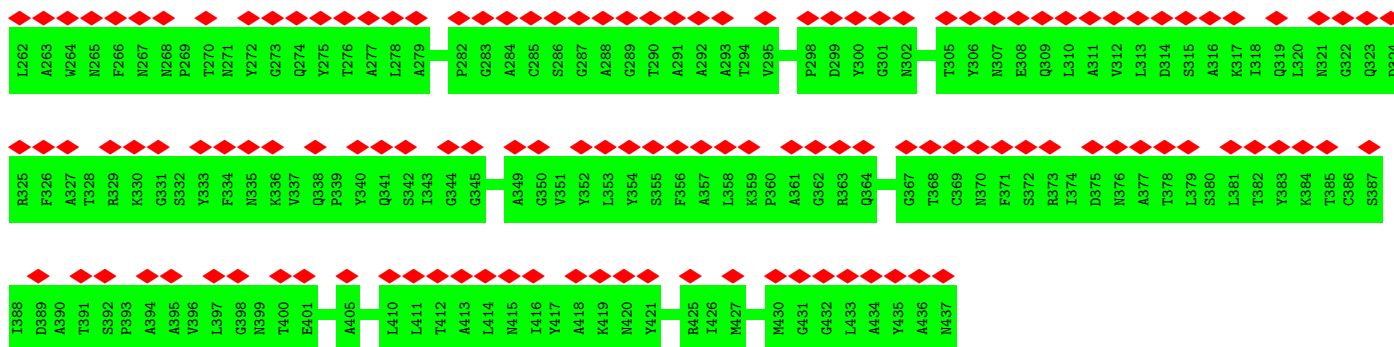 L262 A263 W264 N265 F266 N267 N268 P269 T270 N271 Y272 G273 Q274 Y275 T276 A277 L278 A279 P282 G283 A284 C285 S286 G287 A288 G289 T290 A291 A292 A293 T294 V295 P298 D299 Y300 G301 N302 T305 Y306 N307 E308 Q309 L310 A311 V312 L313 D314 S315 A316 K317 I318 Q319 L320 N321 G322 Q323 D324
R325 F326 A327 T328 R329 K330 G331 S332 Y333 F334 N335 K336 V337 Q338 P339 Y340 Q341 S342 I343 G344 G345 A349 G350 V351 Y352 L353 Y354 S355 F356 A357 L358 K359 P360 A361 G362 R363 Q364 G367 T368 C369 N370 F371 S372 R373 I374 D375 N376 A377 T378 L379 S380 L381 T382 Y383 K384 T385 C386 S387
I388 D389 A390 T391 S392 P393 A394 A395 V396 L397 G398 N399 T400 E401 A405 L410 L411 T412 A413 L414 N415 I416 Y417 A418 K419 N420 Y421 R425 I426 M427 M430 G431 G432 L433 A434 Y435 A436 N437